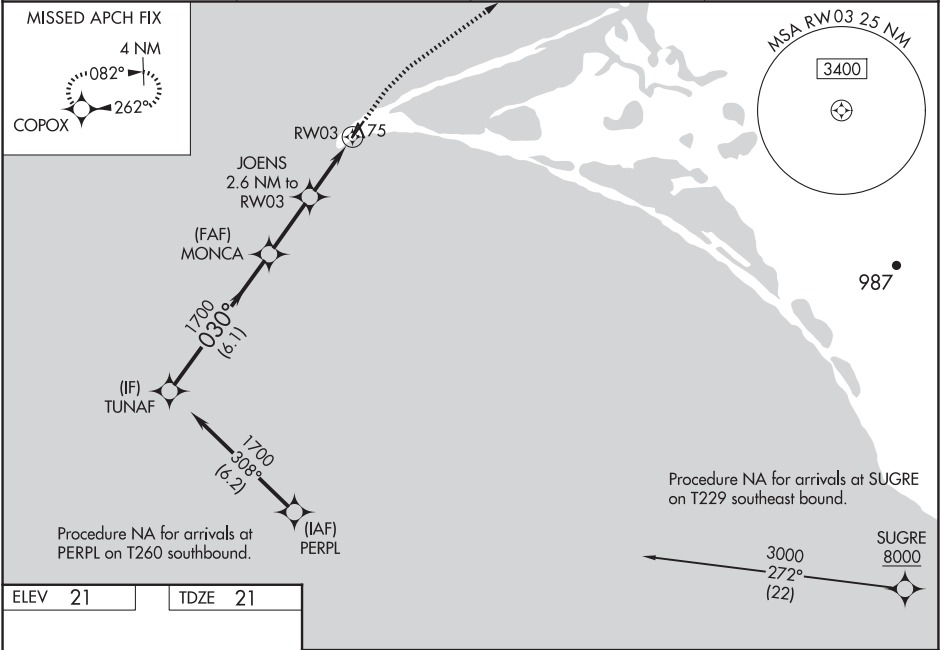 MISSED APCH FIX
4 NM
082°
262°
COPOX
MSA RW03 25 NM
3400
RW03
75
JOENS
2.6 NM to
RW03
(FAF)
MONCA
987
1700
030°
(6.1)
(IF)
TUNAF
1700
308°
(6.2)
(IAF)
PERPL
Procedure NA for arrivals at
PERPL on T260 southbound.
Procedure NA for arrivals at SUGRE
on T229 southeast bound.
SUGRE
8000
3000
272°
(22)
ELEV 21
TDZE 21